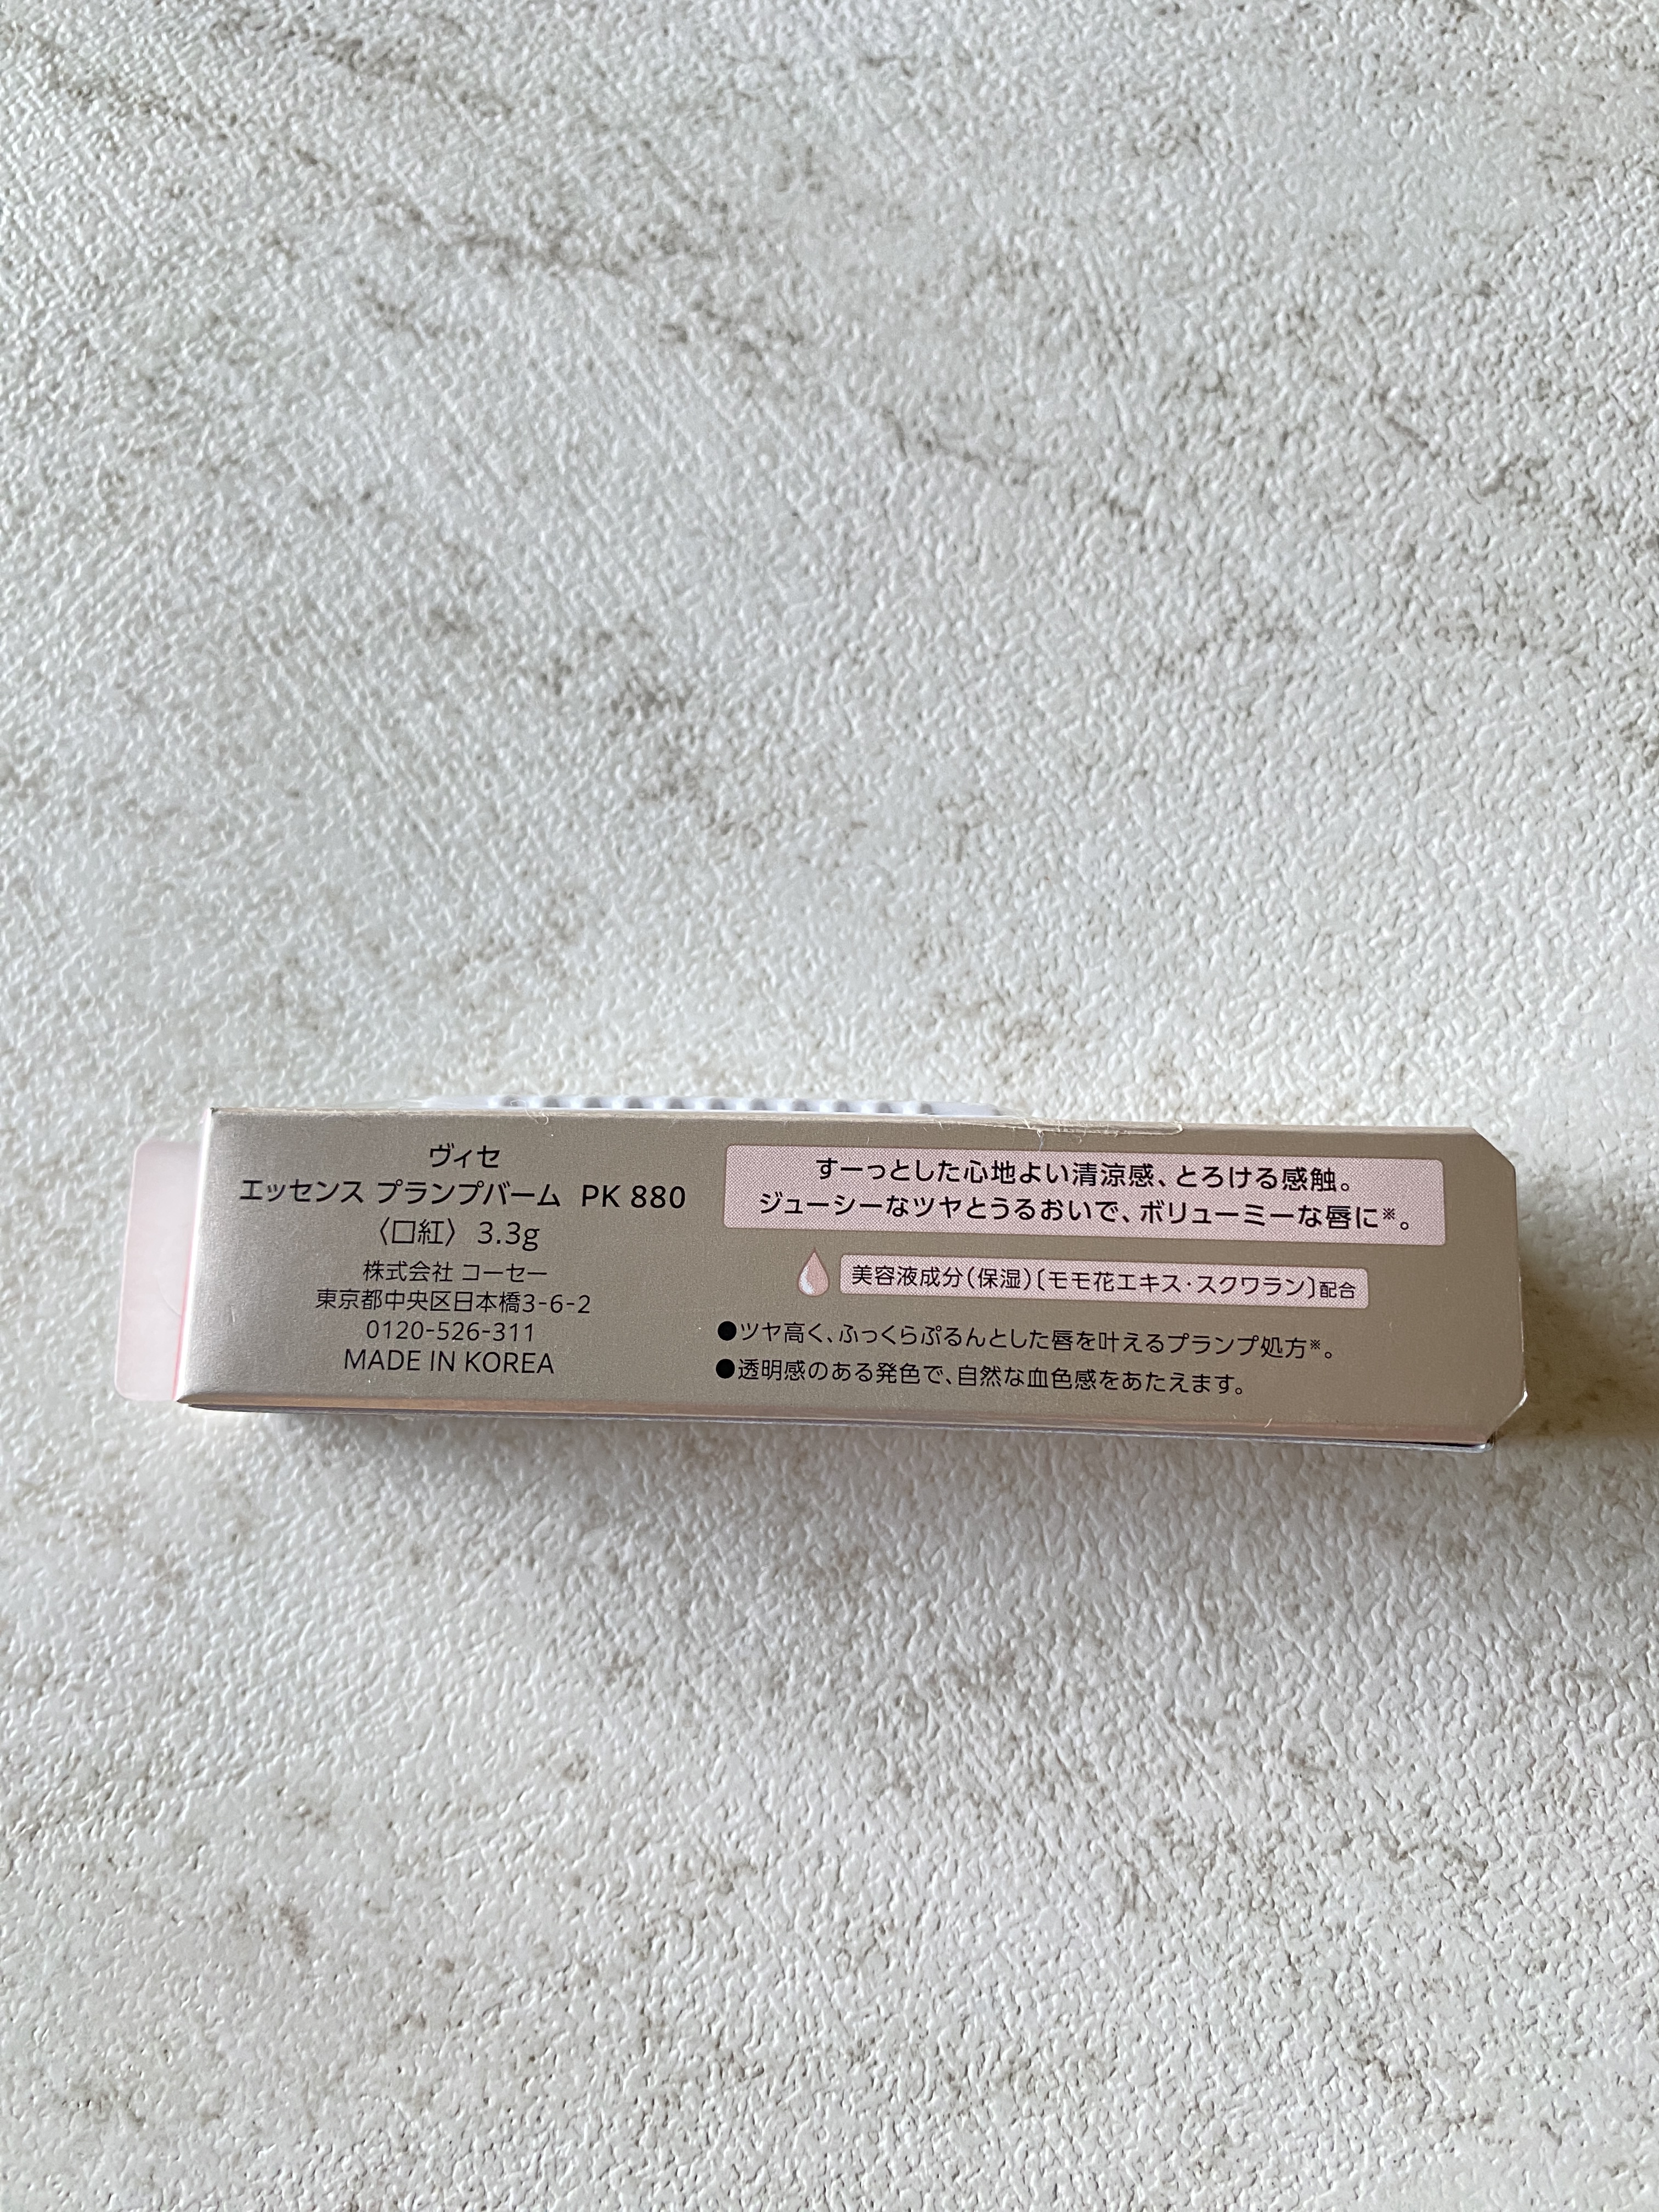 ヴィセ
エッセンス プランプバーム PK 880
〈口紅〉 3.3g
株式会社 コーセー
東京都中央区日本橋3-6-2
0120-526-311
MADE IN KOREA
すーっとした心地よい清涼感、とろける感触。
ジューシーなツヤとうるおいで、ボリューミーな唇に※。
美容液成分(保湿)〔モモ花エキス・スクワラン〕配合
●ツヤ高く、ふっくらぷるんとした唇を叶えるプランプ処方※。
●透明感のある発色で、自然な血色感をあたえます。